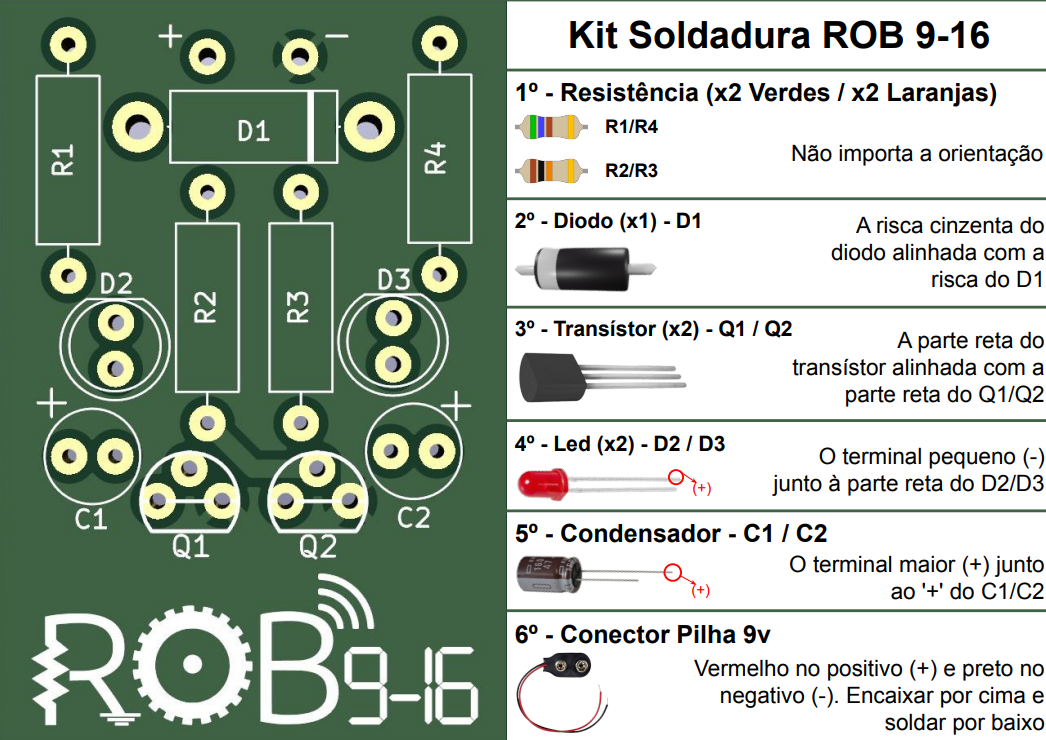 + −
R1
D1
R4
D2
R2
R3
D3
+
+
C1
Q1
Q2
C2
ROB 9-16
Kit Soldadura ROB 9-16
1º - Resistência (x2 Verdes / x2 Laranjas)
R1/R4
Não importa a orientação
R2/R3
2º - Diodo (x1) - D1
A risca cinzenta do
diodo alinhada com a
risca do D1
3º - Transístor (x2) - Q1 / Q2
A parte reta do
transístor alinhada com a
parte reta do Q1/Q2
4º - Led (x2) - D2 / D3
O terminal pequeno (-)
junto à parte reta do D2/D3
(+)
5º - Condensador - C1 / C2
O terminal maior (+) junto
ao '+' do C1/C2
(+)
6º - Conector Pilha 9v
Vermelho no positivo (+) e preto no
negativo (-). Encaixar por cima e
soldar por baixo